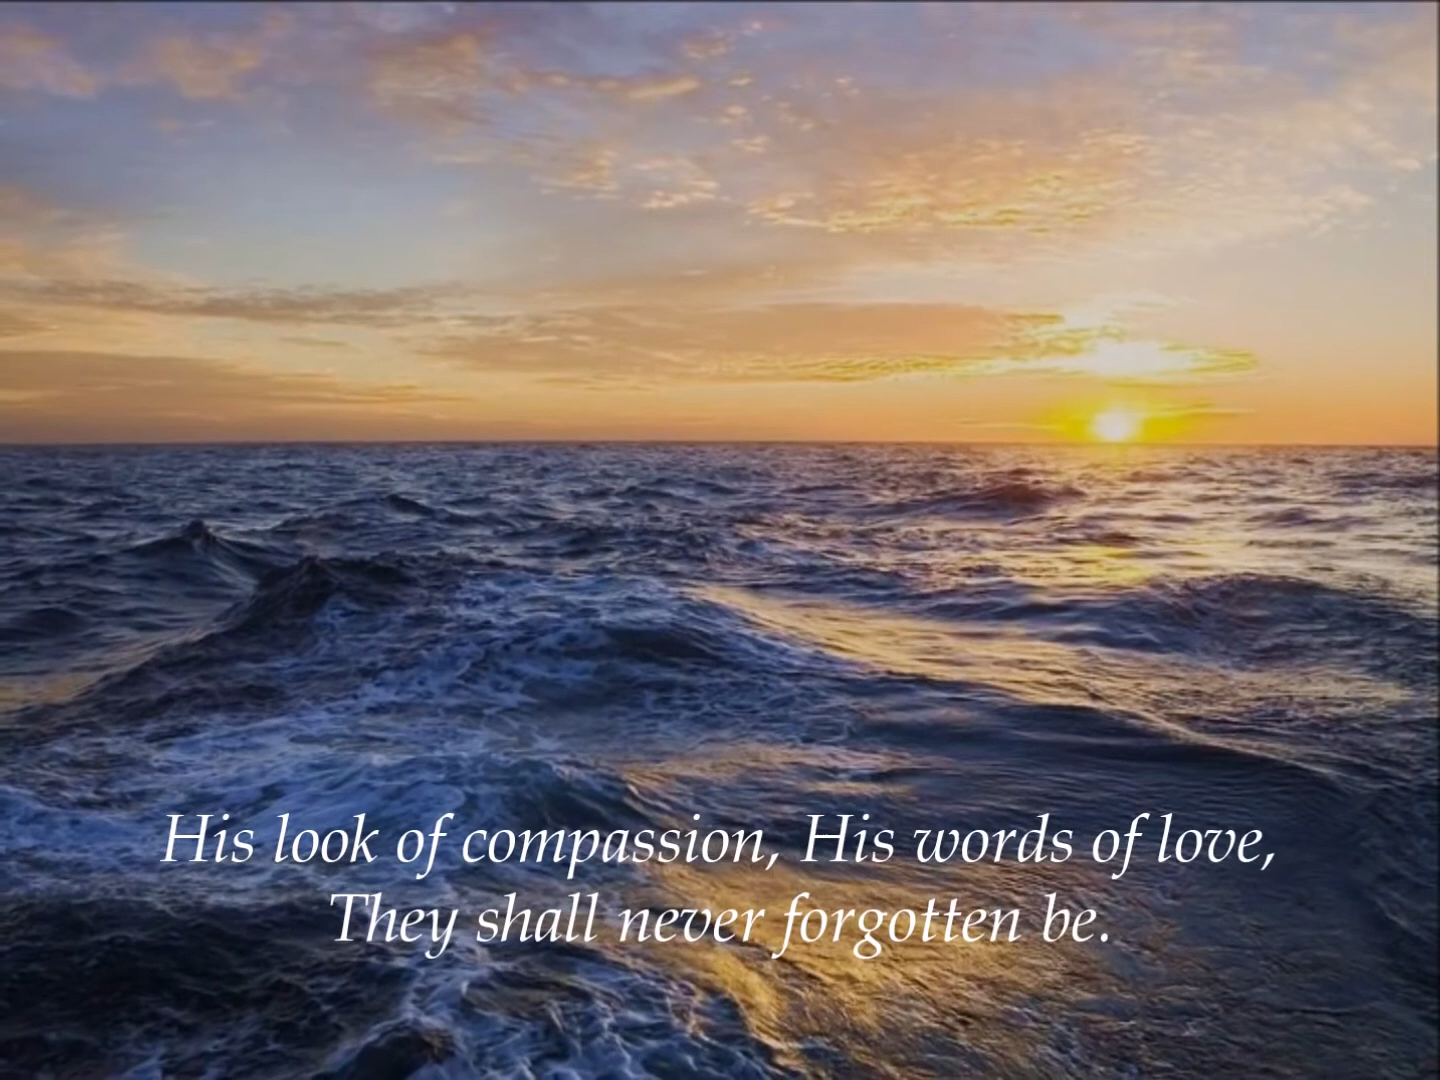 His look of compassion, His words of love,
They shall never forgotten be.